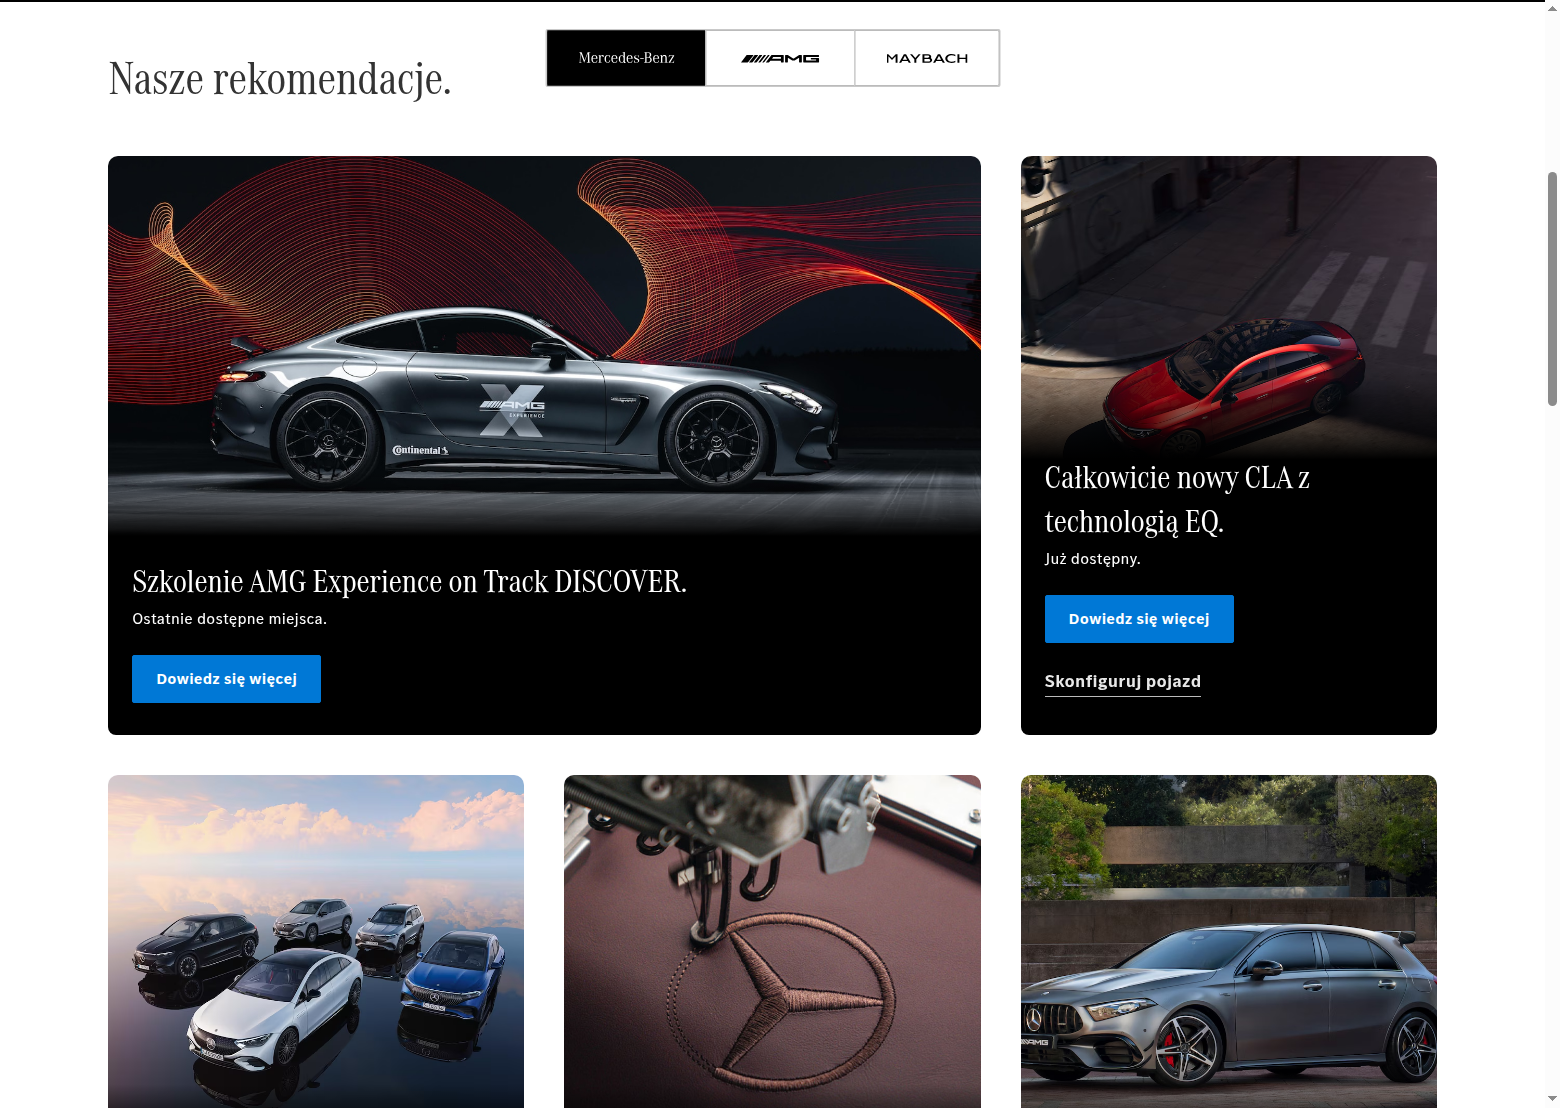 Nasze rekomendacje.
Mercedes-Benz
AMG
MAYBACH
AMG
EXPERIENCE
Continental
Szkolenie AMG Experience on Track DISCOVER.
Ostatnie dostępne miejsca.
Dowiedz się więcej
Całkowicie nowy CLA z
technologią EQ.
Już dostępny.
Dowiedz się więcej
Skonfiguruj pojazd
AMG